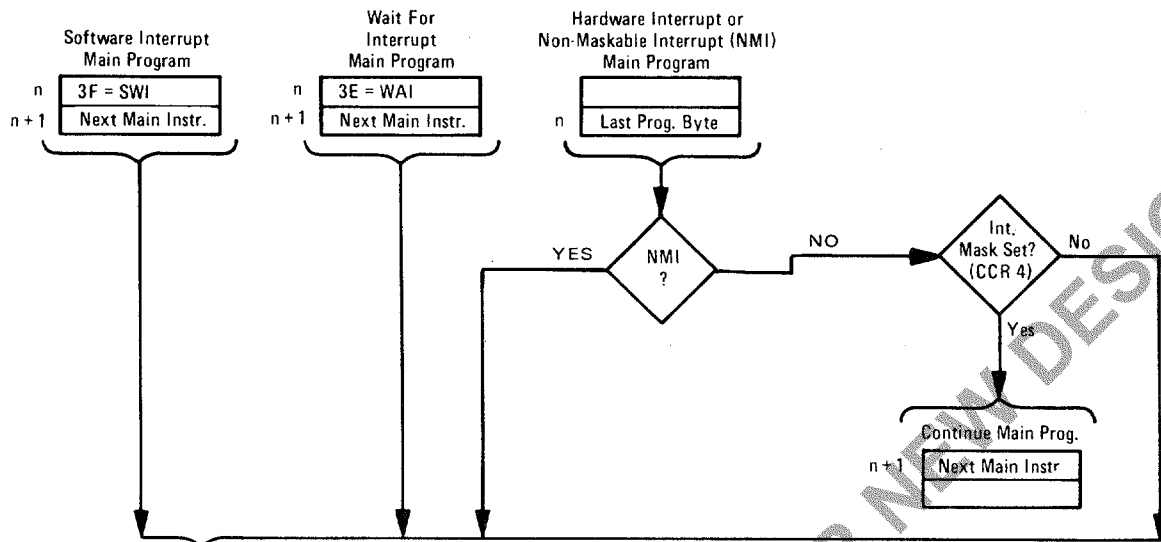 Software Interrupt
Main Program
n 3F = SWI
n + 1 Next Main Instr.
Wait For
Interrupt
Main Program
n 3E = WAI
n + 1 Next Main Instr.
Hardware Interrupt or
Non-Maskable Interrupt (NMI)
Main Program
n Last Prog. Byte
YES
NMI
?
NO
Int.
Mask Set?
(CCR 4)
No
Yes
Continue Main Prog.
n + 1 Next Main Instr
NEW DESIG